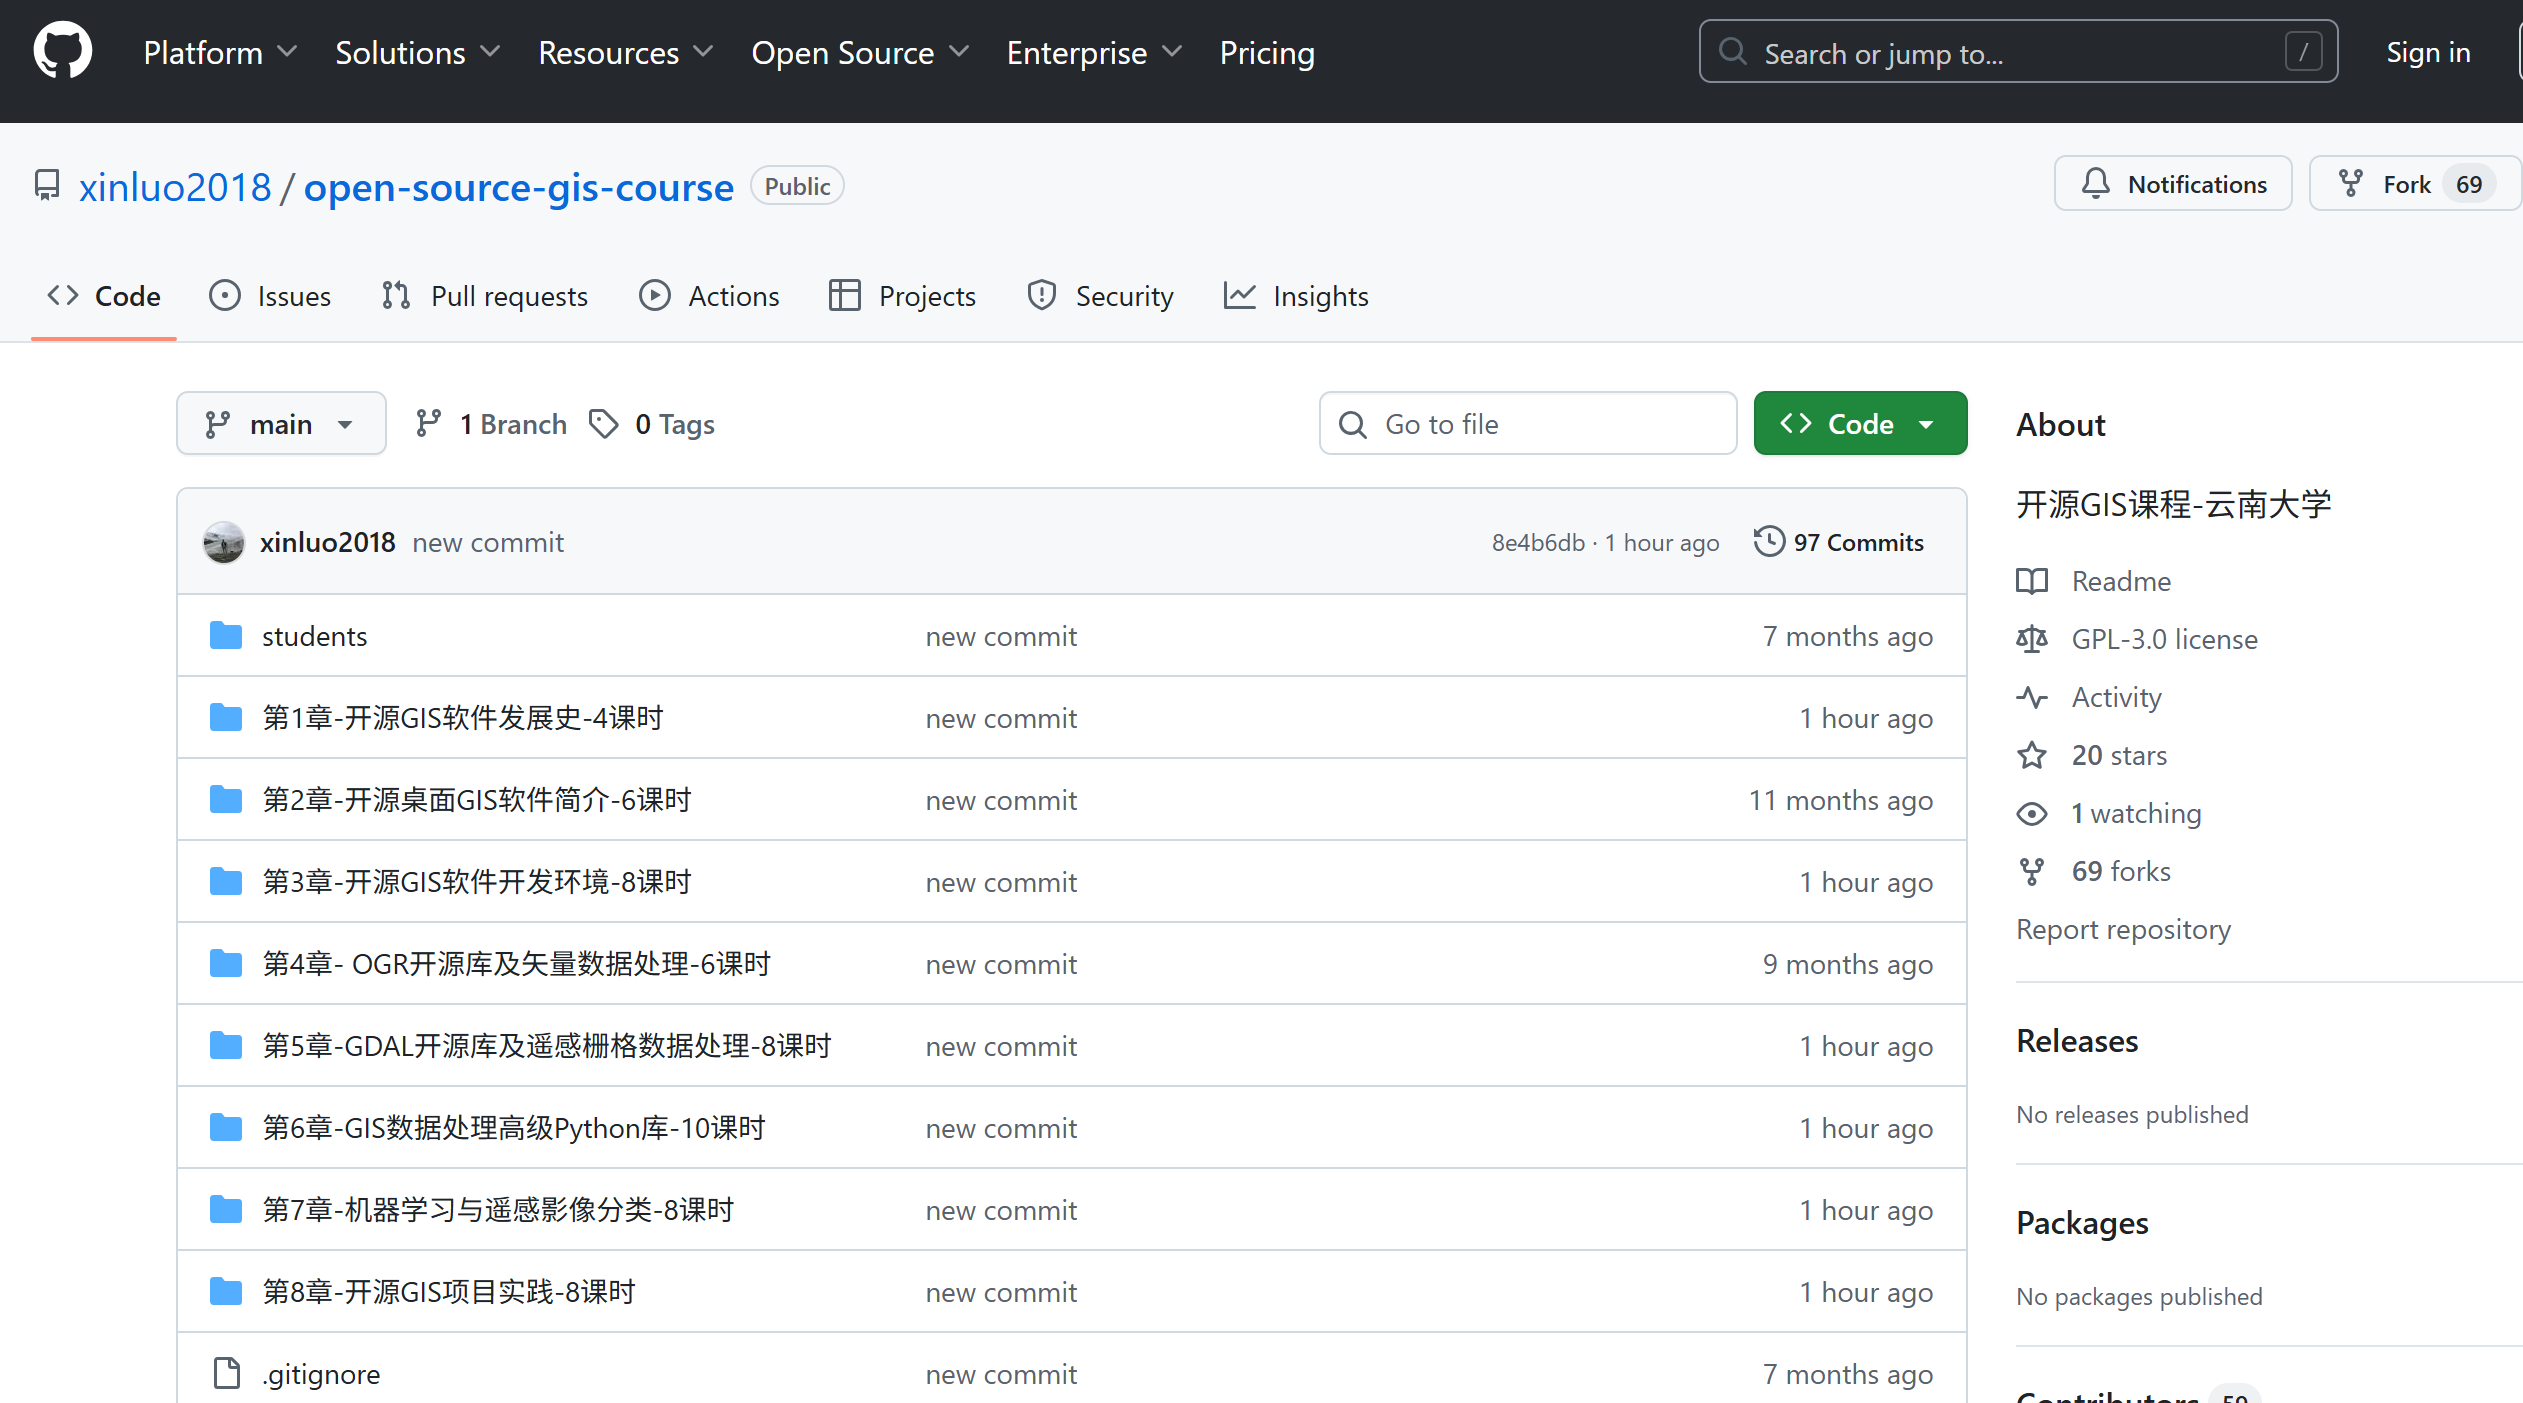 Platform Solutions Resources Open Source Enterprise Pricing Search or jump to... / Sign in
xinluo2018 / open-source-gis-course Public Notifications Fork 69
Code Issues Pull requests Actions Projects Security Insights
main 1 Branch 0 Tags Go to file Code
xinluo2018 new commit 8e4b6db · 1 hour ago 97 Commits
students new commit 7 months ago
第1章-开源GIS软件发展史-4课时 new commit 1 hour ago
第2章-开源桌面GIS软件简介-6课时 new commit 11 months ago
第3章-开源GIS软件开发环境-8课时 new commit 1 hour ago
第4章- OGR开源库及矢量数据处理-6课时 new commit 9 months ago
第5章-GDAL开源库及遥感栅格数据处理-8课时 new commit 1 hour ago
第6章-GIS数据处理高级Python库-10课时 new commit 1 hour ago
第7章-机器学习与遥感影像分类-8课时 new commit 1 hour ago
第8章-开源GIS项目实践-8课时 new commit 1 hour ago
.gitignore new commit 7 months ago
About
开源GIS课程-云南大学
Readme
GPL-3.0 license
Activity
20 stars
1 watching
69 forks
Report repository
Releases
No releases published
Packages
No packages published
Contributors 59